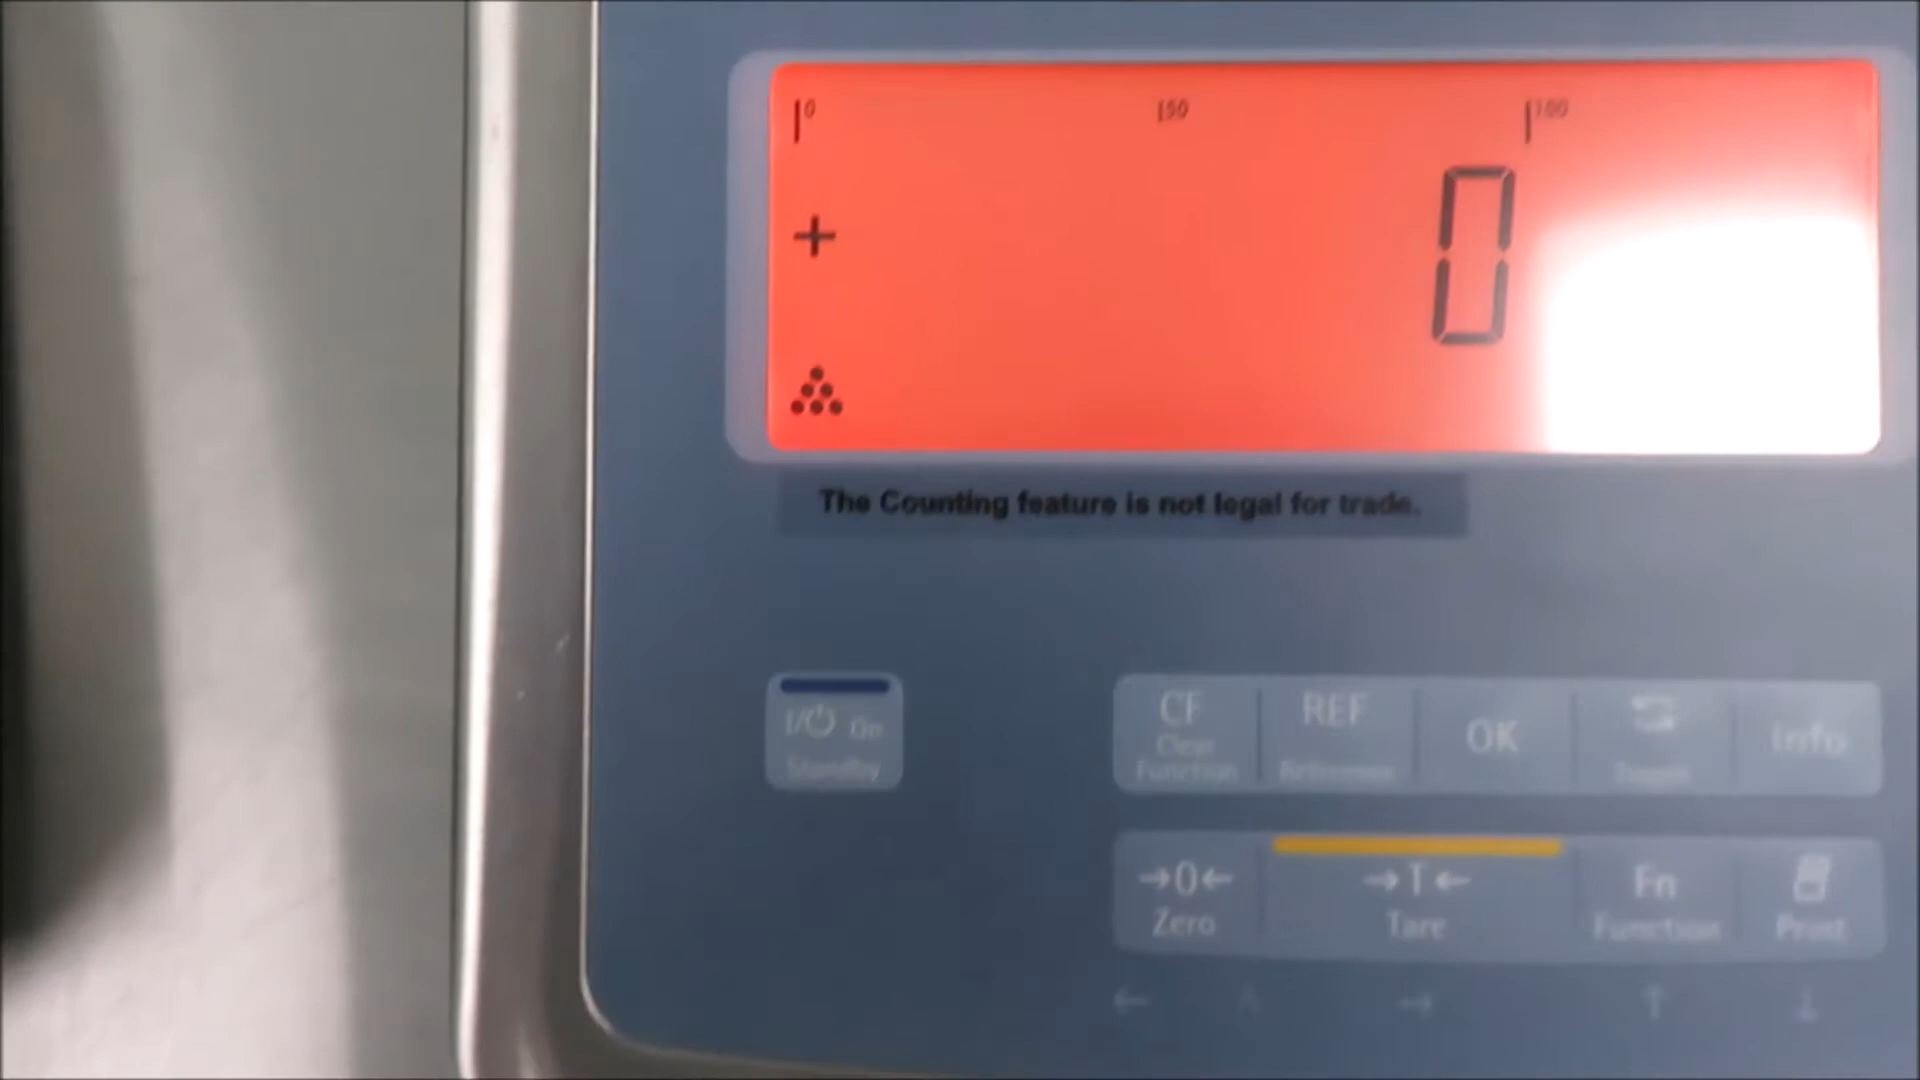 0 50 100
+ 0
The Counting feature is not legal for trade.
I/⏻ On
Standby
CF REF OK Info
Clear
Function Reference Toggle
→0← →T← Fn
Zero Tare Function Print
← ∧ → ↑ ↓